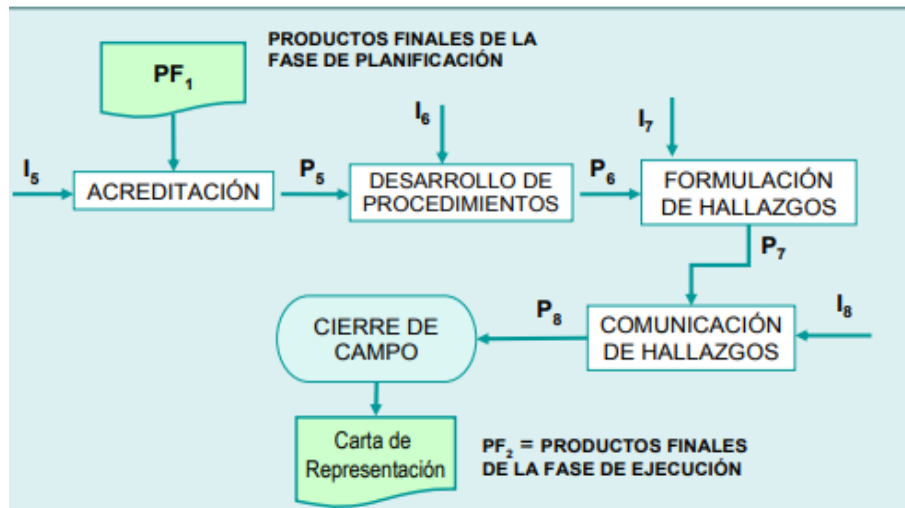 PRODUCTOS FINALES DE LA
FASE DE PLANIFICACIÓN
PF1
I5
ACREDITACIÓN
P5
I6
DESARROLLO DE
PROCEDIMIENTOS
P6
I7
FORMULACIÓN
DE HALLAZGOS
P7
COMUNICACIÓN
DE HALLAZGOS
I8
P8
CIERRE DE
CAMPO
Carta de
Representación
PF2 = PRODUCTOS FINALES
DE LA FASE DE EJECUCIÓN